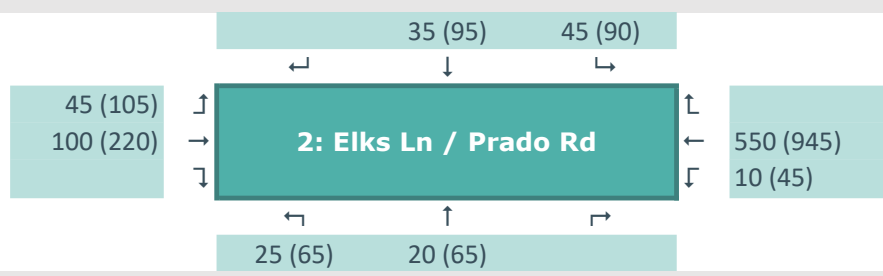 35 (95) 45 (90)
↵ ↓ ↳
45 (105) ↥ ↥
100 (220) → 2: Elks Ln / Prado Rd ← 550 (945)
↴ ↓ 10 (45)
↰ ↑ ↱
25 (65) 20 (65)